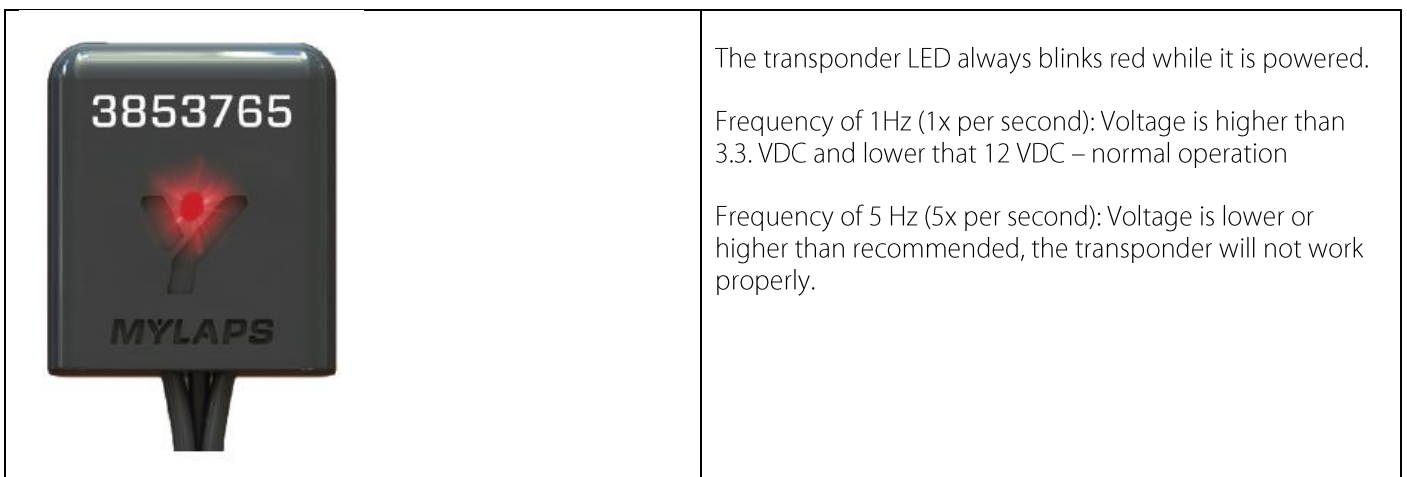 3853765
MYLAPS
The transponder LED always blinks red while it is powered.
Frequency of 1Hz (1x per second): Voltage is higher than
3.3. VDC and lower that 12 VDC – normal operation
Frequency of 5 Hz (5x per second): Voltage is lower or
higher than recommended, the transponder will not work
properly.